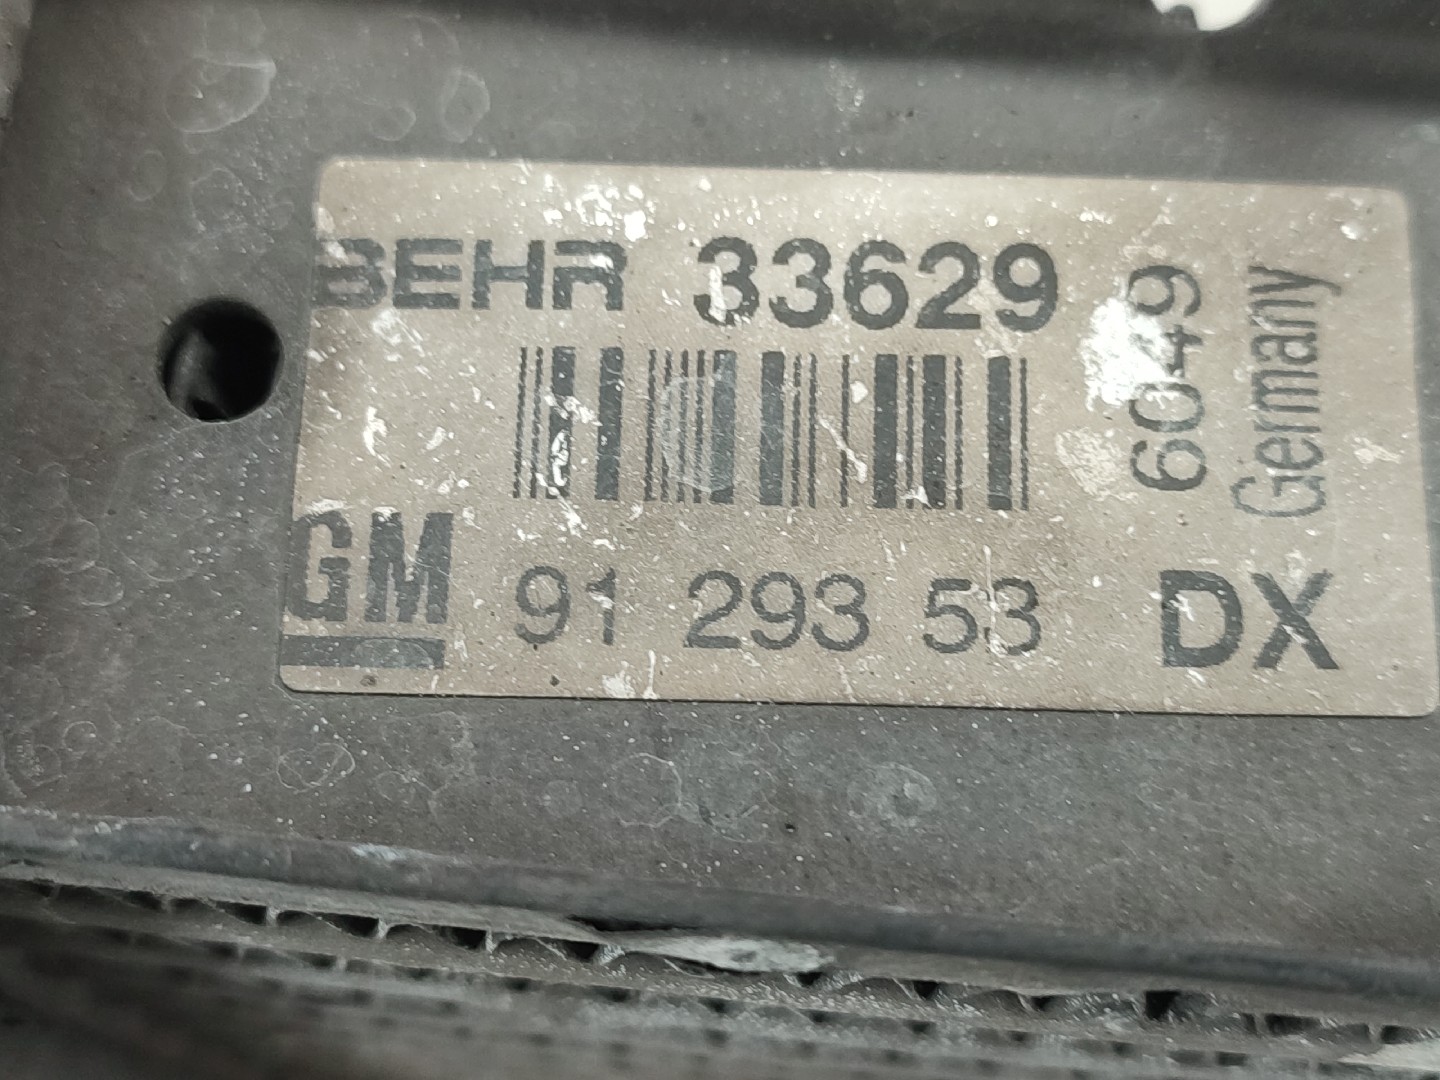 BEHR 33629
6049
Germany
GM 91 293 53 DX